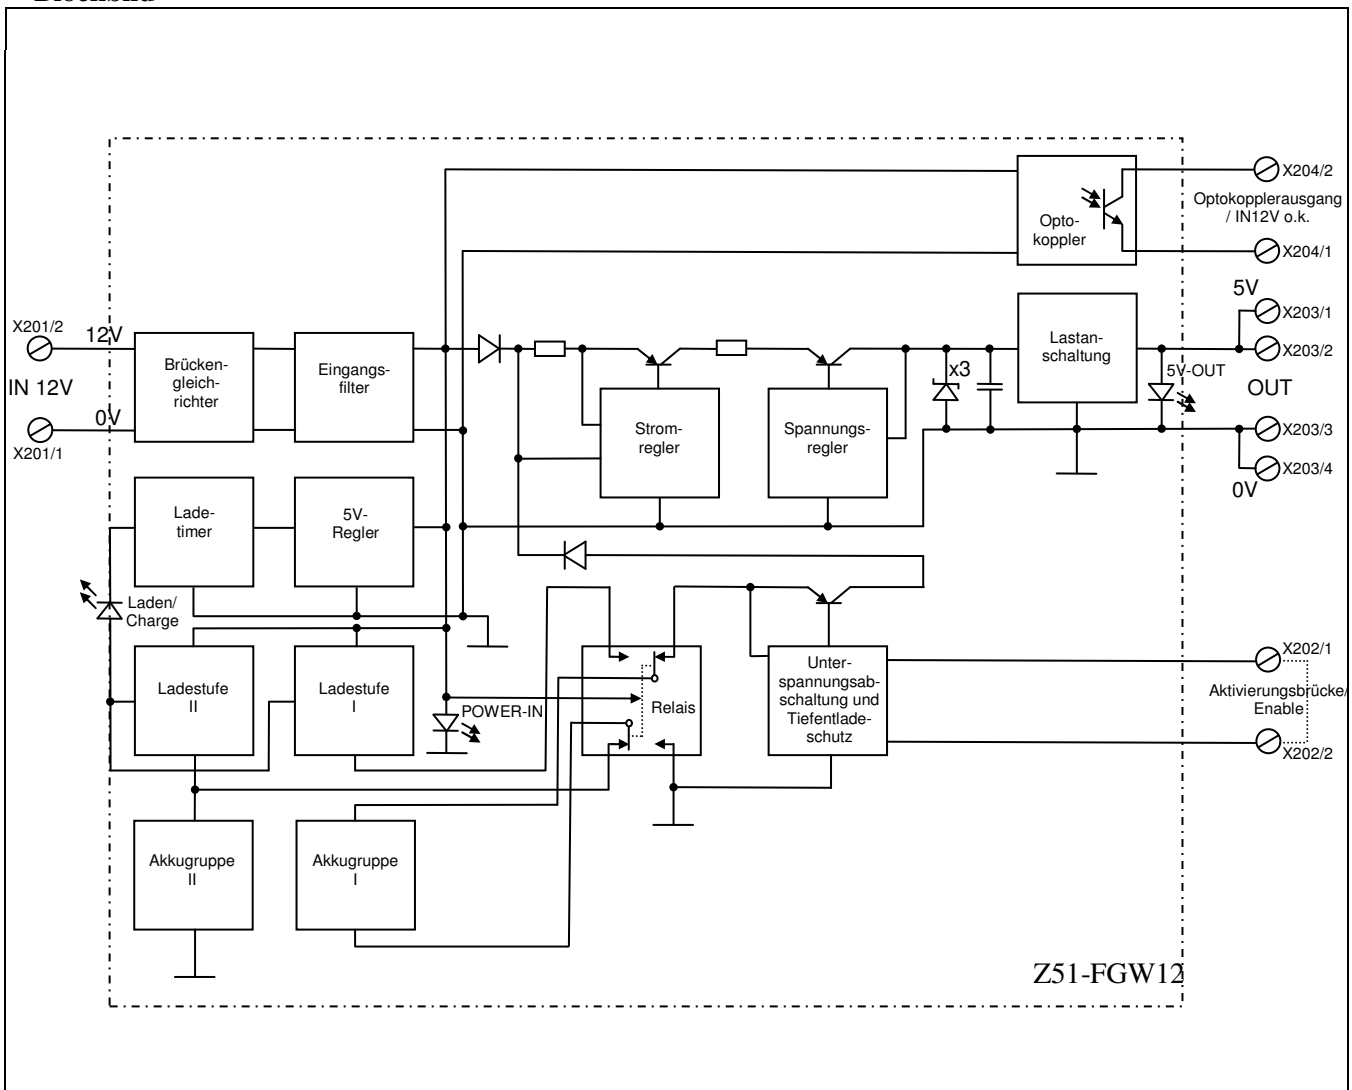 X204/2
Optokopplerausgang
/ IN12V o.k.
X204/1
Opto-
koppler
5V
X203/1
X203/2
OUT
X203/3
X203/4
0V
5V-OUT
Lastan-
schaltung
x3
X201/2
12V
IN 12V
0V
X201/1
Brücken-
gleich-
richter
Eingangs-
filter
Strom-
regler
Spannungs-
regler
Lade-
timer
5V-
Regler
Laden/
Charge
Ladestufe
II
Ladestufe
I
POWER-IN
Relais
Unter-
spannungsab-
schaltung und
Tiefentlade-
schutz
X202/1
Aktivierungsbrücke/
Enable
X202/2
Akkugruppe
II
Akkugruppe
I
Z51-FGW12